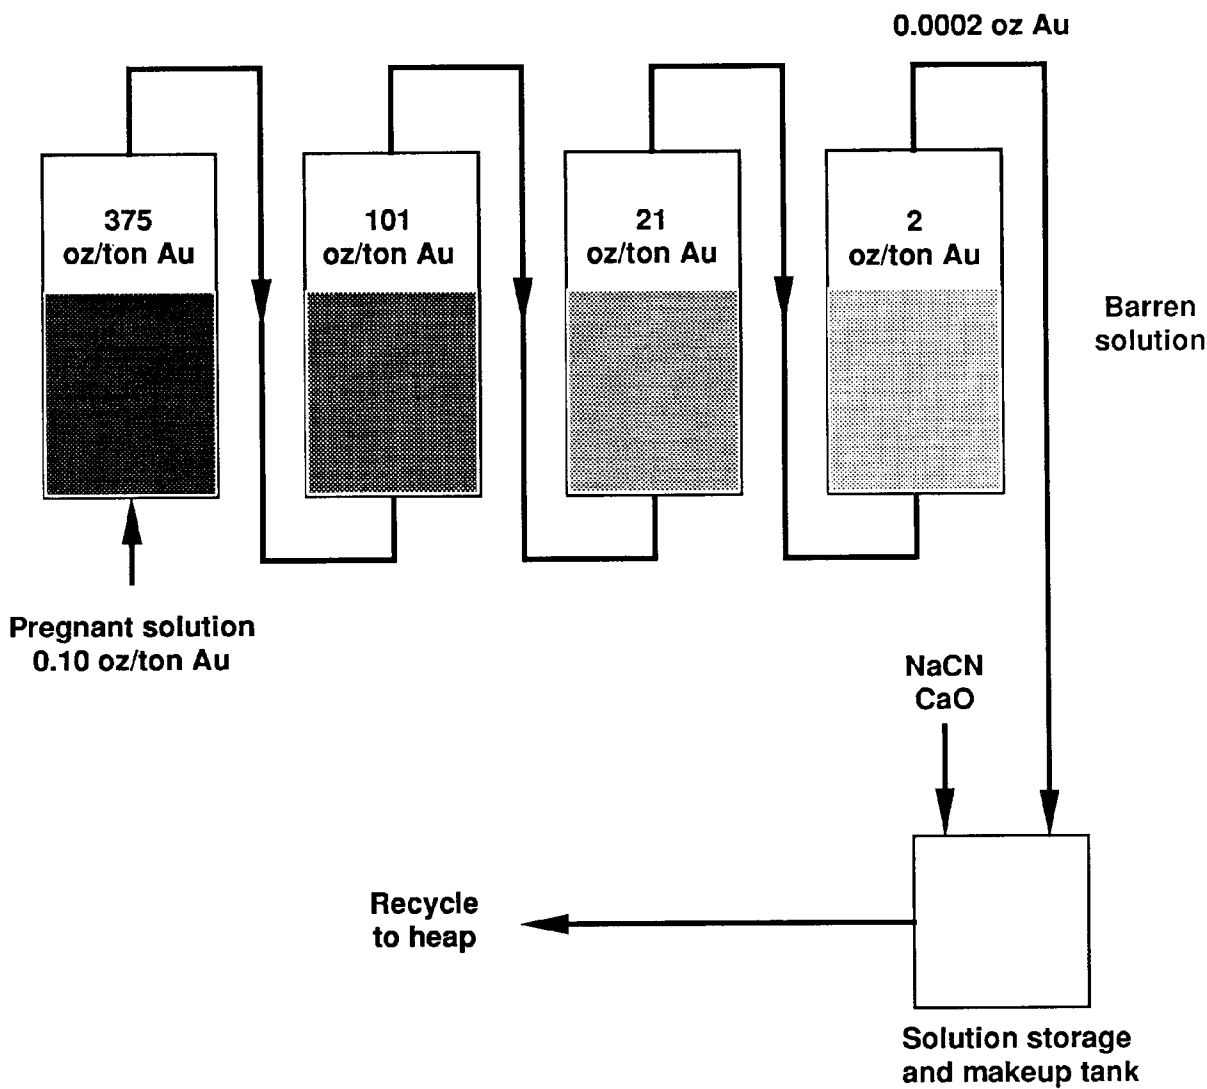 0.0002 oz Au
375
oz/ton Au
101
oz/ton Au
21
oz/ton Au
2
oz/ton Au
Barren
solution
Pregnant solution
0.10 oz/ton Au
NaCN
CaO
Recycle
to heap
Solution storage
and makeup tank